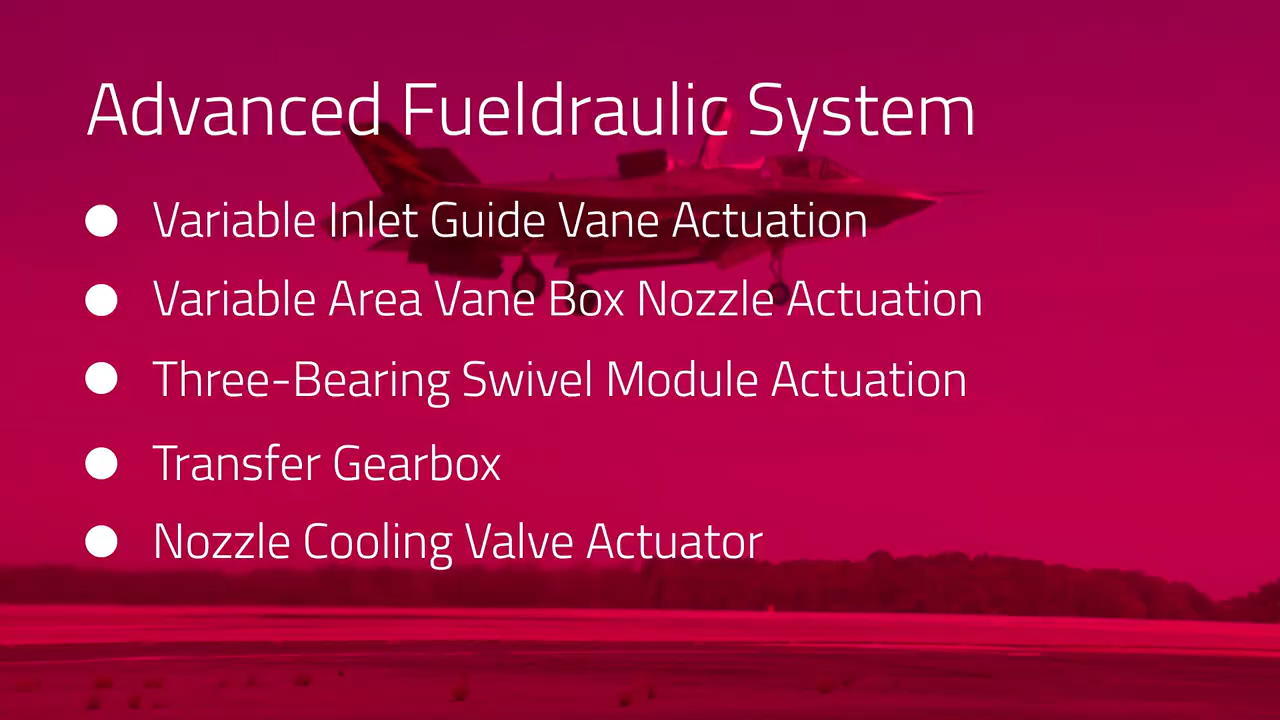 Advanced Fueldraulic System
Variable Inlet Guide Vane Actuation
Variable Area Vane Box Nozzle Actuation
Three-Bearing Swivel Module Actuation
Transfer Gearbox
Nozzle Cooling Valve Actuator